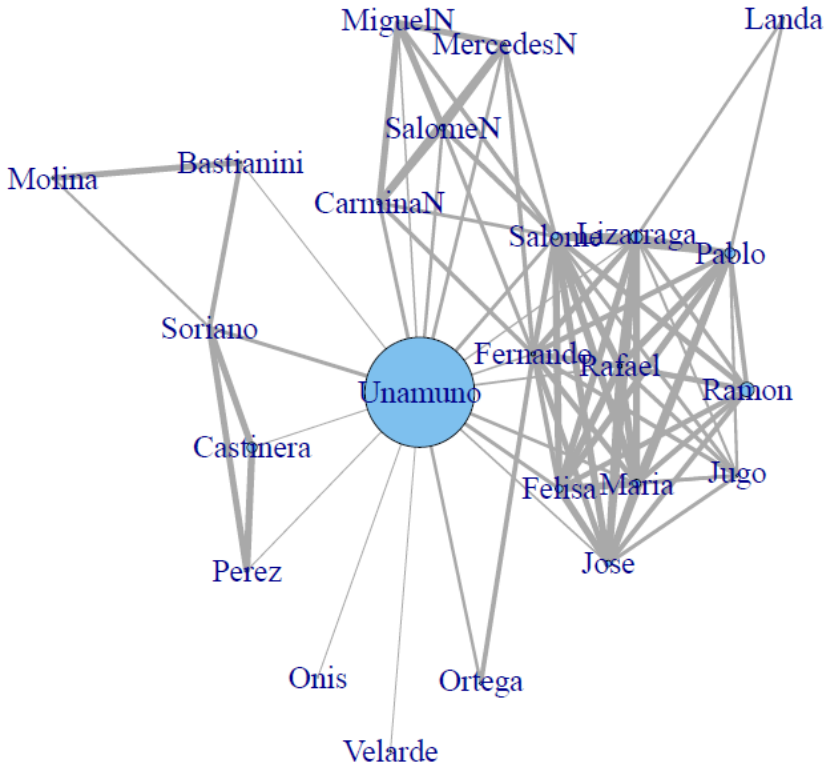 MiguelN
Landa
MercedesN
SalomeN
Bastianini
Molina
CarminaN
Salome
Lizarraga
Pablo
Soriano
Fernando
Rafael
Unamuno
Ramon
Castinera
Felisa
Maria
Jugo
Perez
Jose
Onis
Ortega
Velarde